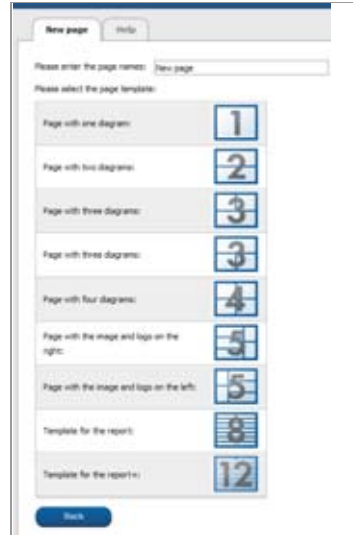 New page
Help
Please enter the page names:
New page
Please select the page template:
Page with one diagram:
1
Page with two diagrams:
2
Page with three diagrams:
3
Page with three diagrams:
3
Page with four diagrams:
4
Page with the image and logo on the
right:
5
Page with the image and logo on the left:
5
Template for the report:
8
Template for the report+:
12
Back